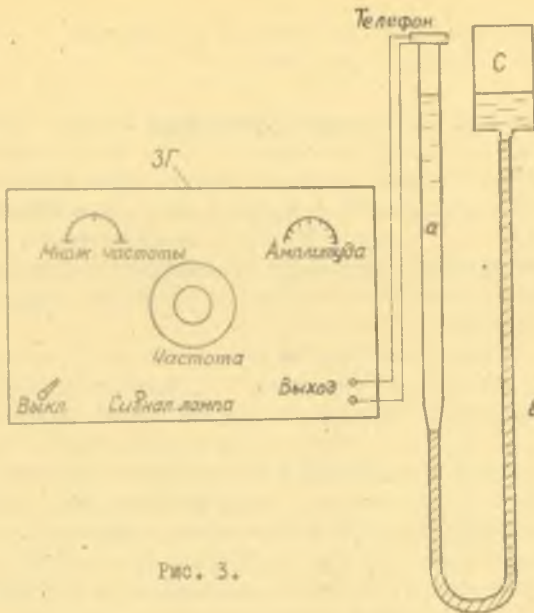 Телефон
С
ЗГ
Множ частоты
Амплитуда
а
Частота
Выход
Выкл
Сигнал лампа
в
Рис. 3.